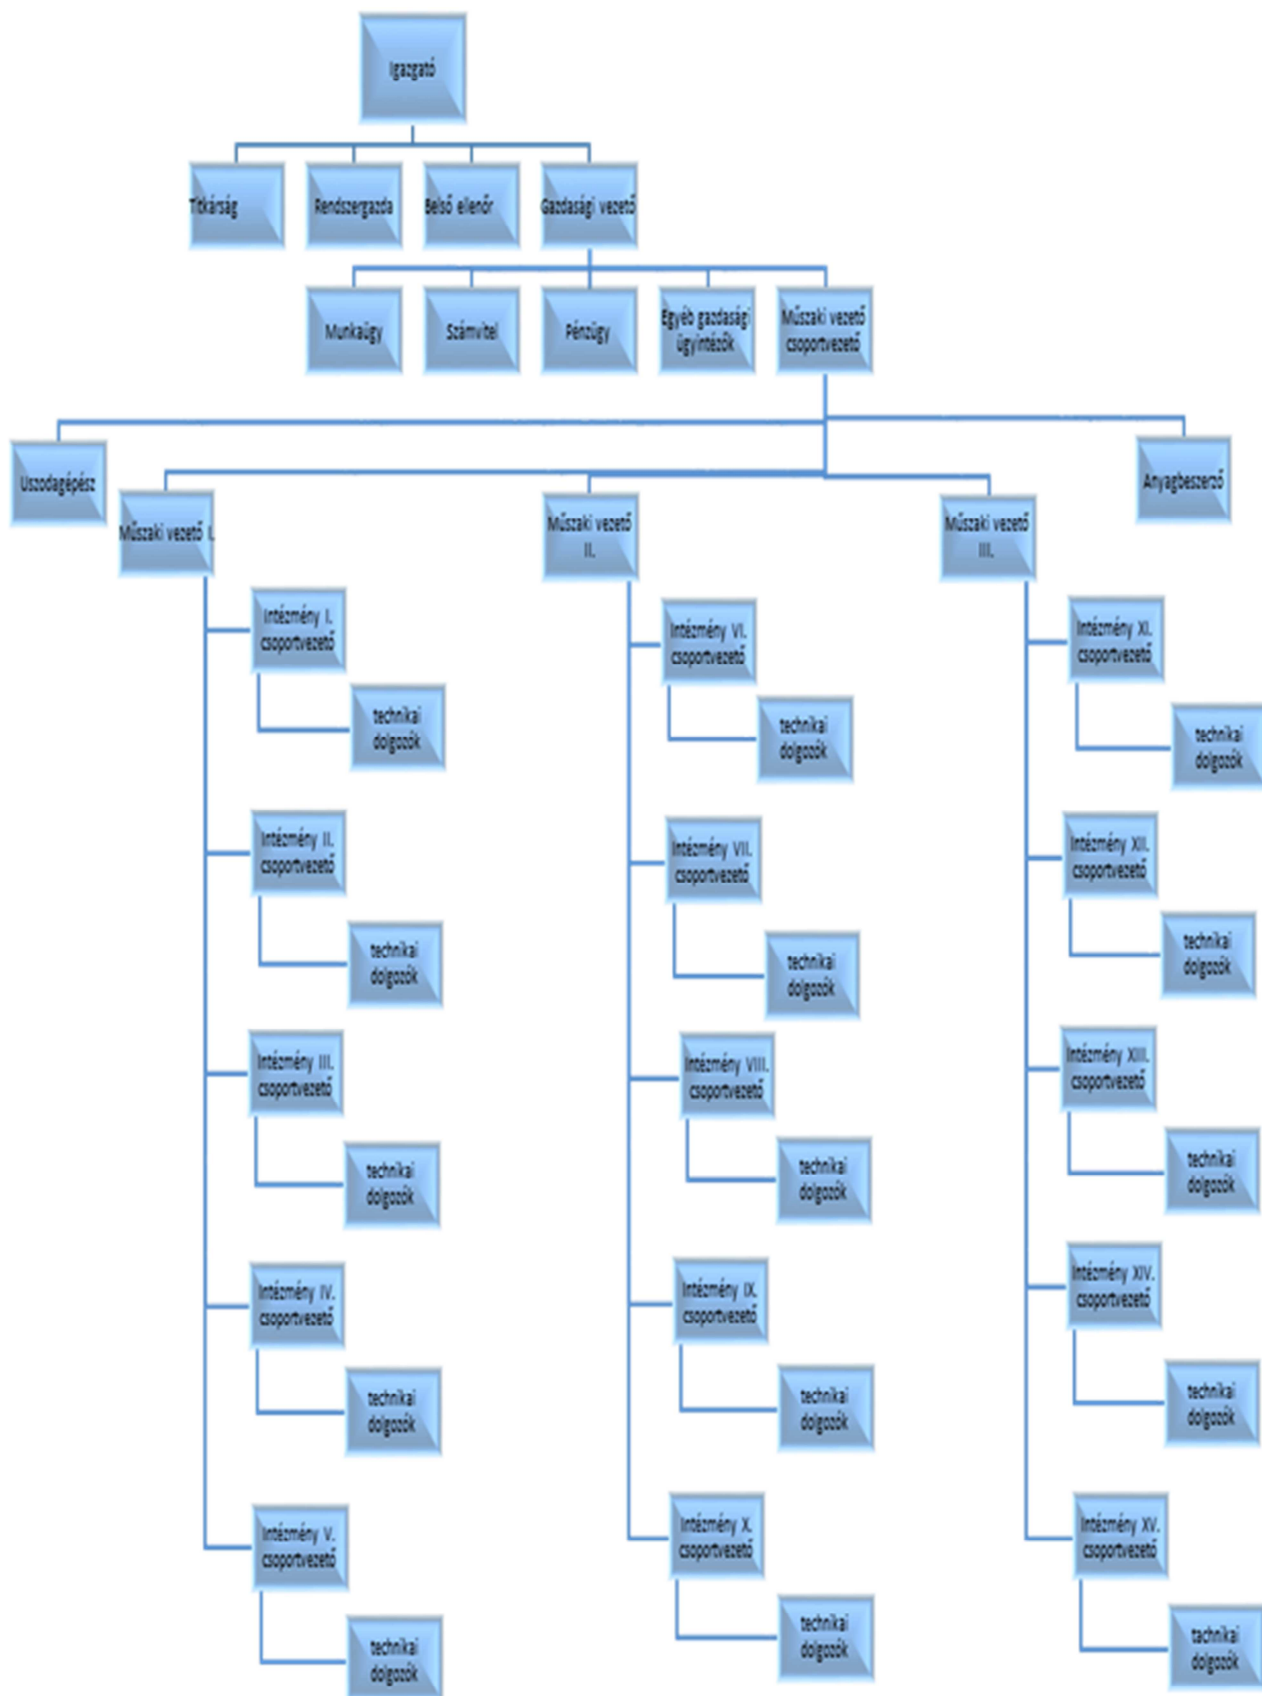 Igazgató
Titkárság
Rendszergazda
Belső ellenőr
Gazdasági vezető
Munkaügy
Számvitel
Pénzügy
Egyéb gazdasági
ügyintézők
Műszaki vezető
csoportvezető
Uszodagépész
Anyagbeszerző
Műszaki vezető I.
Műszaki vezető
II.
Műszaki vezető
III.
Intézmény I.
csoportvezető
technikai
dolgozók
Intézmény II.
csoportvezető
technikai
dolgozók
Intézmény III.
csoportvezető
technikai
dolgozók
Intézmény IV.
csoportvezető
technikai
dolgozók
Intézmény V.
csoportvezető
technikai
dolgozók
Intézmény VI.
csoportvezető
technikai
dolgozók
Intézmény VII.
csoportvezető
technikai
dolgozók
Intézmény VIII.
csoportvezető
technikai
dolgozók
Intézmény IX.
csoportvezető
technikai
dolgozók
Intézmény X.
csoportvezető
technikai
dolgozók
Intézmény XI.
csoportvezető
technikai
dolgozók
Intézmény XII.
csoportvezető
technikai
dolgozók
Intézmény XIII.
csoportvezető
technikai
dolgozók
Intézmény XIV.
csoportvezető
technikai
dolgozók
Intézmény XV.
csoportvezető
tachnikai
dolgozók